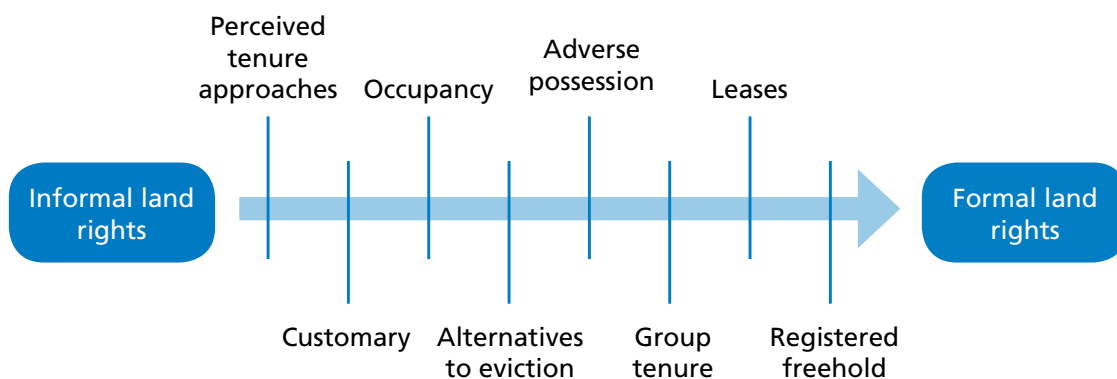 Perceived
tenure
approaches
Occupancy
Adverse
possession
Leases
Informal land
rights
Formal land
rights
Customary
Alternatives
to eviction
Group
tenure
Registered
freehold